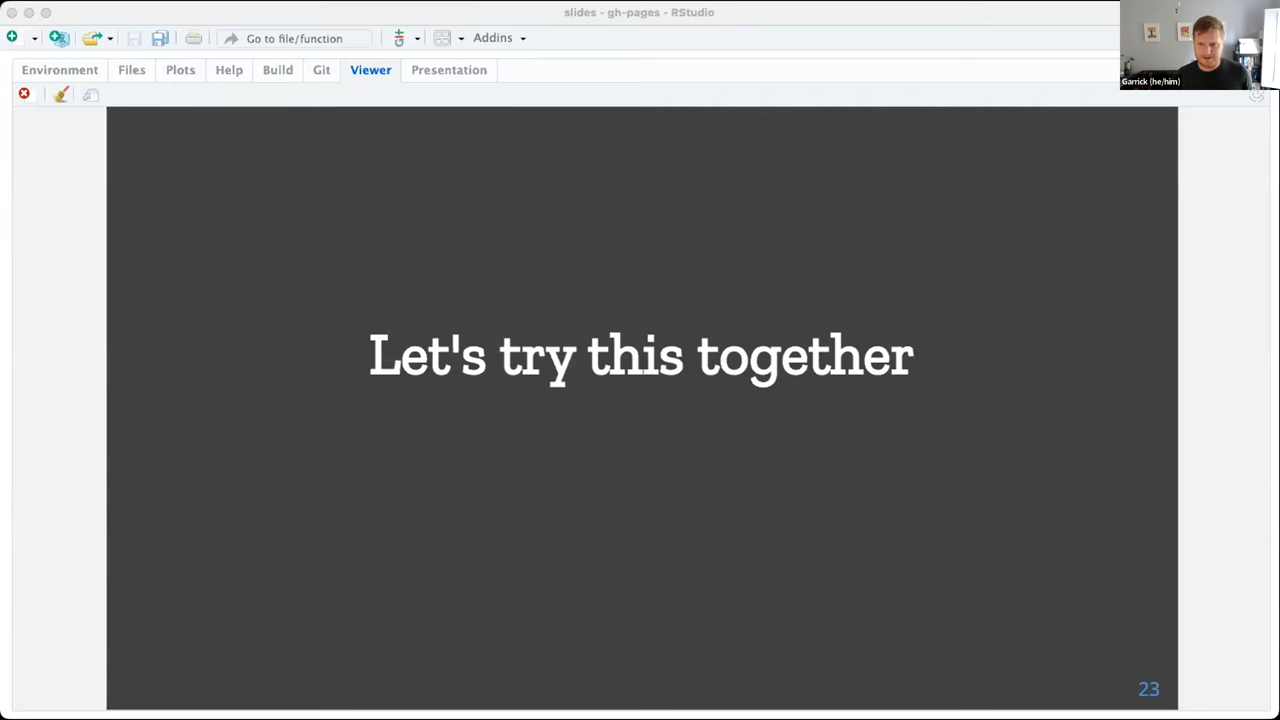 slides - gh-pages - RStudio
Go to file/function
Addins
Garrick (he/him)
Environment
Files
Plots
Help
Build
Git
Viewer
Presentation
Let's try this together
23